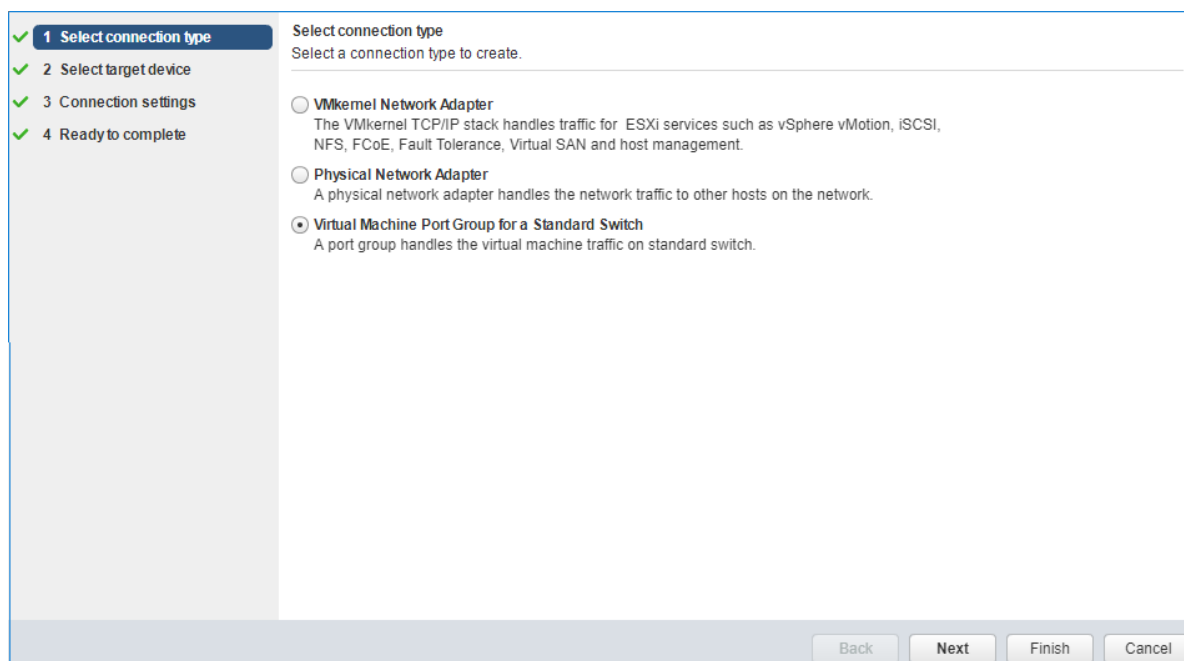 1 Select connection type
2 Select target device
3 Connection settings
4 Ready to complete
Select connection type
Select a connection type to create.
VMkernel Network Adapter
The VMkernel TCP/IP stack handles traffic for ESXi services such as vSphere vMotion, iSCSI,
NFS, FCoE, Fault Tolerance, Virtual SAN and host management.
Physical Network Adapter
A physical network adapter handles the network traffic to other hosts on the network.
Virtual Machine Port Group for a Standard Switch
A port group handles the virtual machine traffic on standard switch.
Back Next Finish Cancel